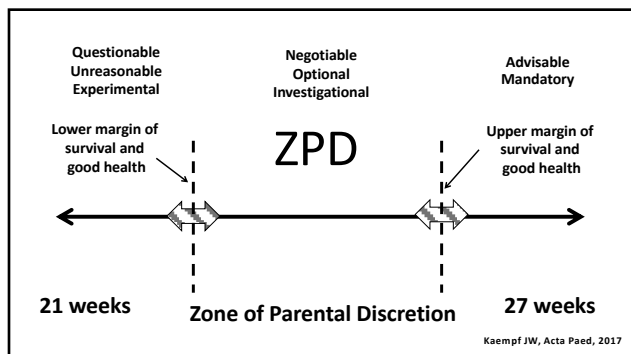 Questionable
Unreasonable
Experimental
Negotiable
Optional
Investigational
Advisable
Mandatory
Lower margin of
survival and
good health
ZPD
Upper margin of
survival and
good health
21 weeks
Zone of Parental Discretion
27 weeks
Kaempf JW, Acta Paed, 2017